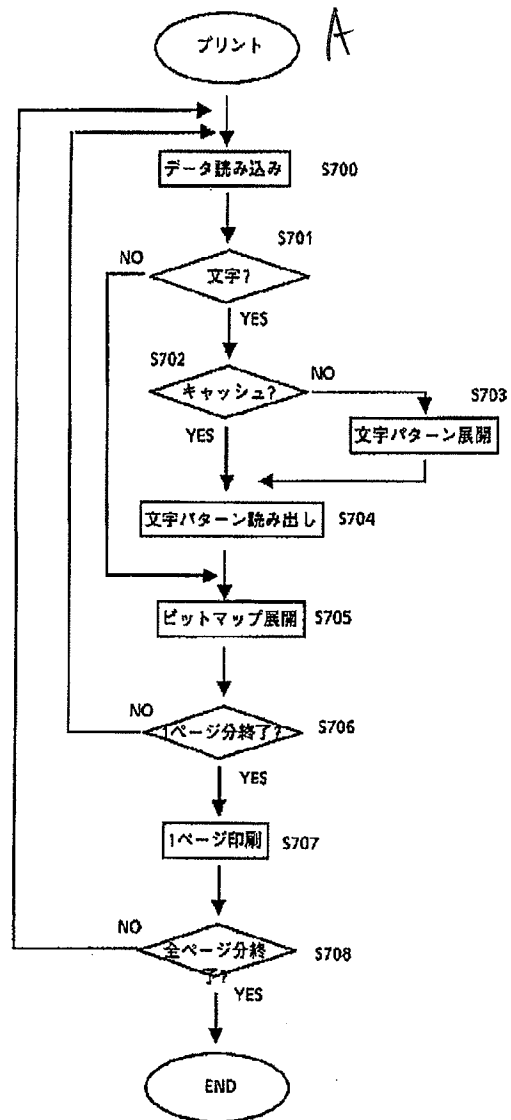 プリント
A
データ読み込み
S700
S701
NO
文字?
YES
S702
キャッシュ?
NO
S703
YES
文字パターン展開
文字パターン読み出し
S704
ビットマップ展開
S705
NO
1ページ分終了?
S706
YES
1ページ印刷
S707
NO
全ページ分終
了?
S708
YES
END